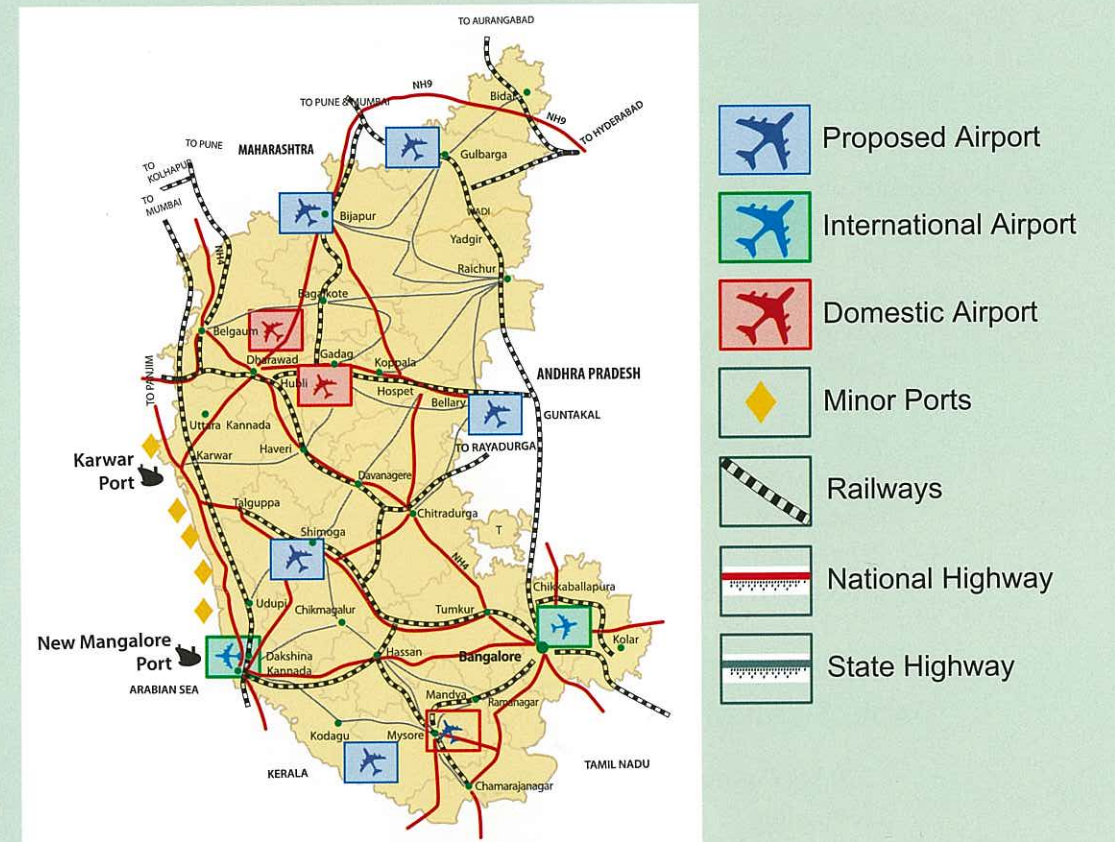 TO AURANGABAD
NH9
Bidar
TO PUNE & MUMBAI
NH9
TO HYDERABAD
TO PUNE
MAHARASHTRA
Gulbarga
TO
KOLHAPUR
TO
MUMBAI
Bijapur
WADI
Yadgir
NH4
Raichur
Bagalkote
Belgaum
Dharawad
Gadag
Koppala
ANDHRA PRADESH
TO PANJIM
Hubli
Hospet
Bellary
GUNTAKAL
Uttara Kannada
TO RAYADURGA
Karwar
Haveri
Karwar
Port
Davanagere
Talguppa
Chitradurga
Shimoga
T
NH4
Chikkaballapura
Udupi
Chikmagalur
Tumkur
New Mangalore
Port
Dakshina
Kannada
Hassan
Bangalore
Kolar
ARABIAN SEA
Mandya
Ramanagar
Kodagu
Mysore
KERALA
TAMIL NADU
Chamarajanagar
Proposed Airport
International Airport
Domestic Airport
Minor Ports
Railways
National Highway
State Highway